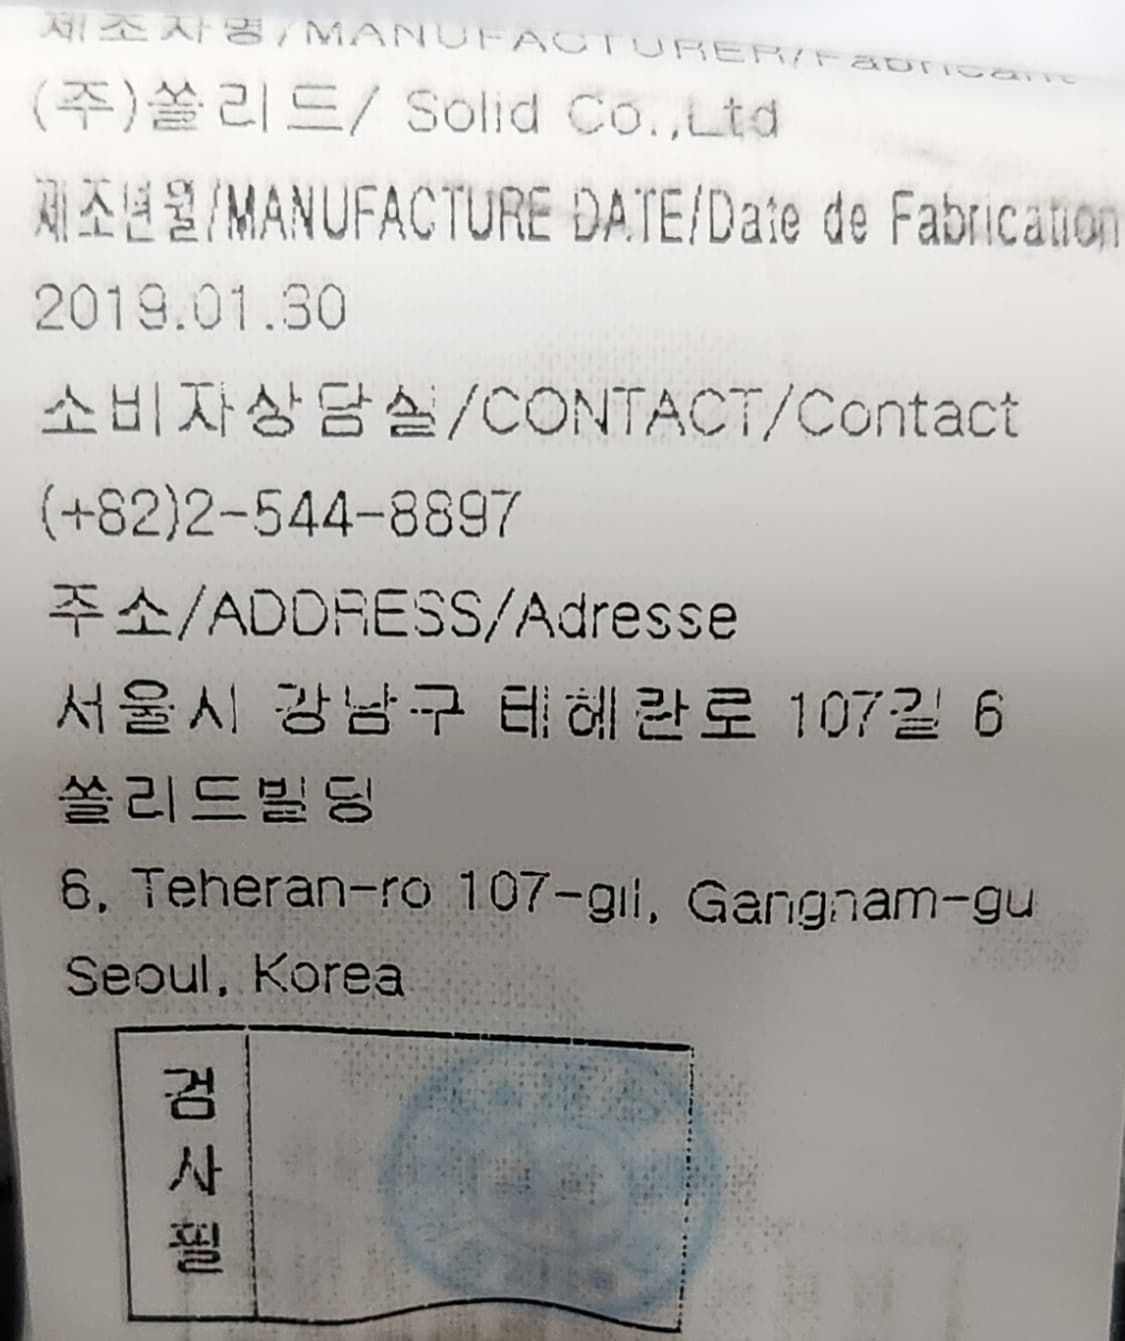 제조자명/MANUFACTURER/Fabricant
(주)쏠리드/ Solid Co.,Ltd
제조년월/MANUFACTURE DATE/Date de Fabrication
2019.01.30
소비자상담실/CONTACT/Contact
(+82)2-544-8897
주소/ADDRESS/Adresse
서울시 강남구 테헤란로 107길 6
쏠리드빌딩
6, Teheran-ro 107-gil, Gangnam-gu
Seoul, Korea
검사필